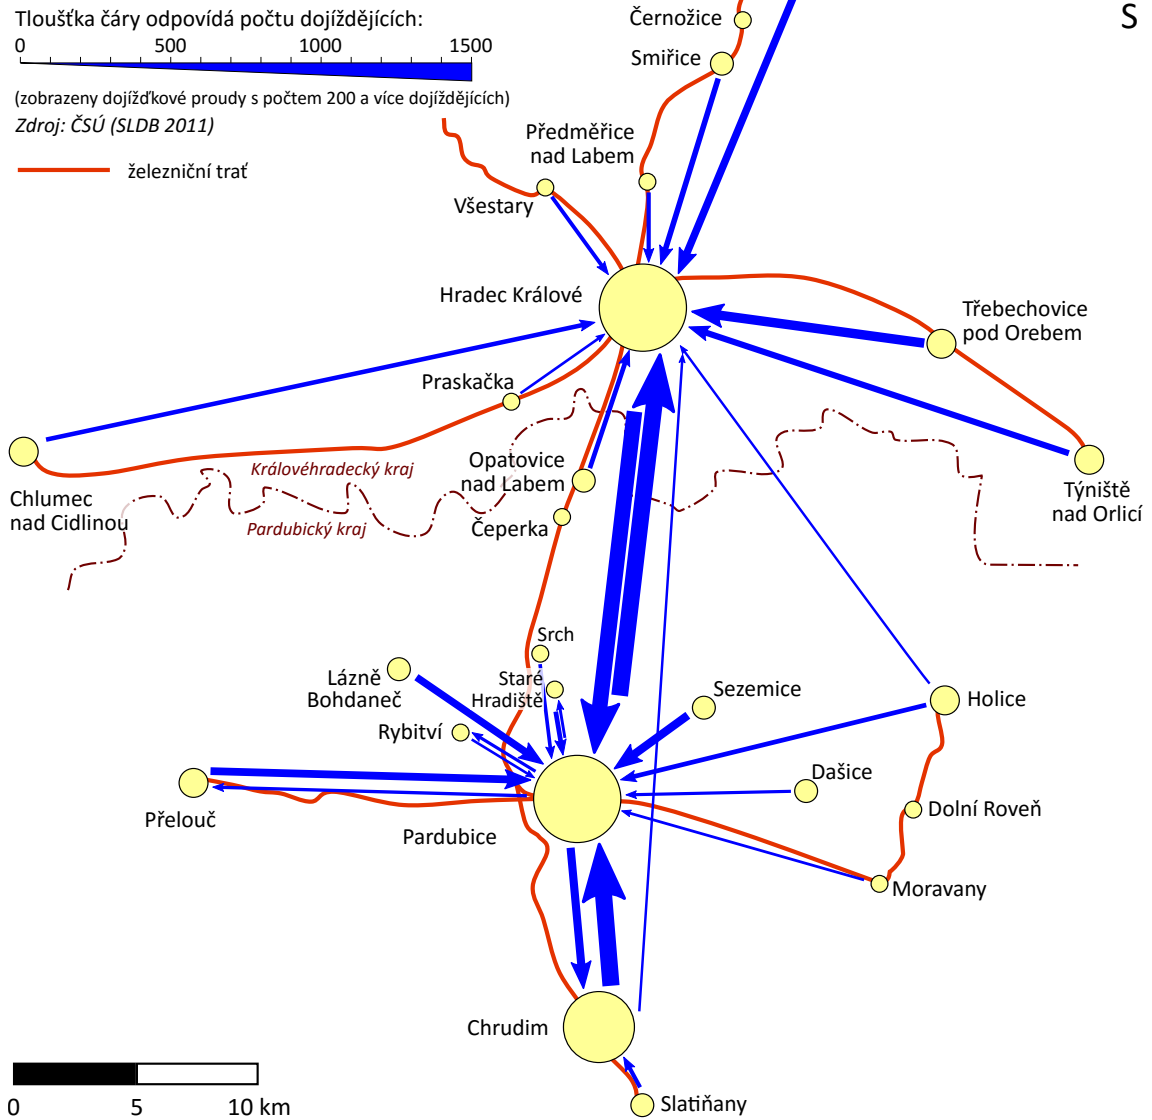 Tloušťka čáry odpovídá počtu dojíždějících:
0 500 1000 1500
(zobrazeny dojížďkové proudy s počtem 200 a více dojíždějících)
Zdroj: ČSÚ (SLDB 2011)
železniční trať
S
Černožice
Smiřice
Předměřice
nad Labem
Všestary
Hradec Králové
Třebechovice
pod Orebem
Praskačka
Opatovice
nad Labem
Královéhradecký kraj
Pardubický kraj
Chlumec
nad Cidlinou
Týniště
nad Orlicí
Čeperka
Srch
Staré
Hradiště
Lázně
Bohdaneč
Sezemice
Holice
Rybitví
Dašice
Dolní Roveň
Přelouč
Pardubice
Moravany
Chrudim
Slatiňany
0 5 10 km